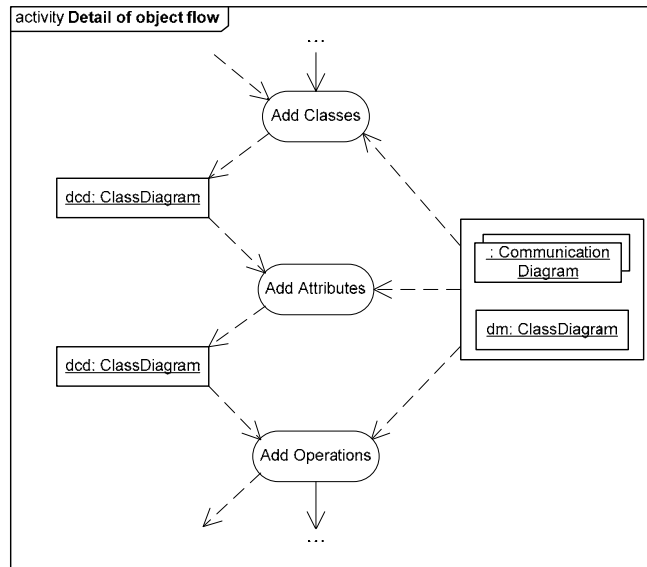 activity Detail of object flow
...
Add Classes
dcd: ClassDiagram
: Communication
Diagram
Add Attributes
dm: ClassDiagram
dcd: ClassDiagram
Add Operations
...